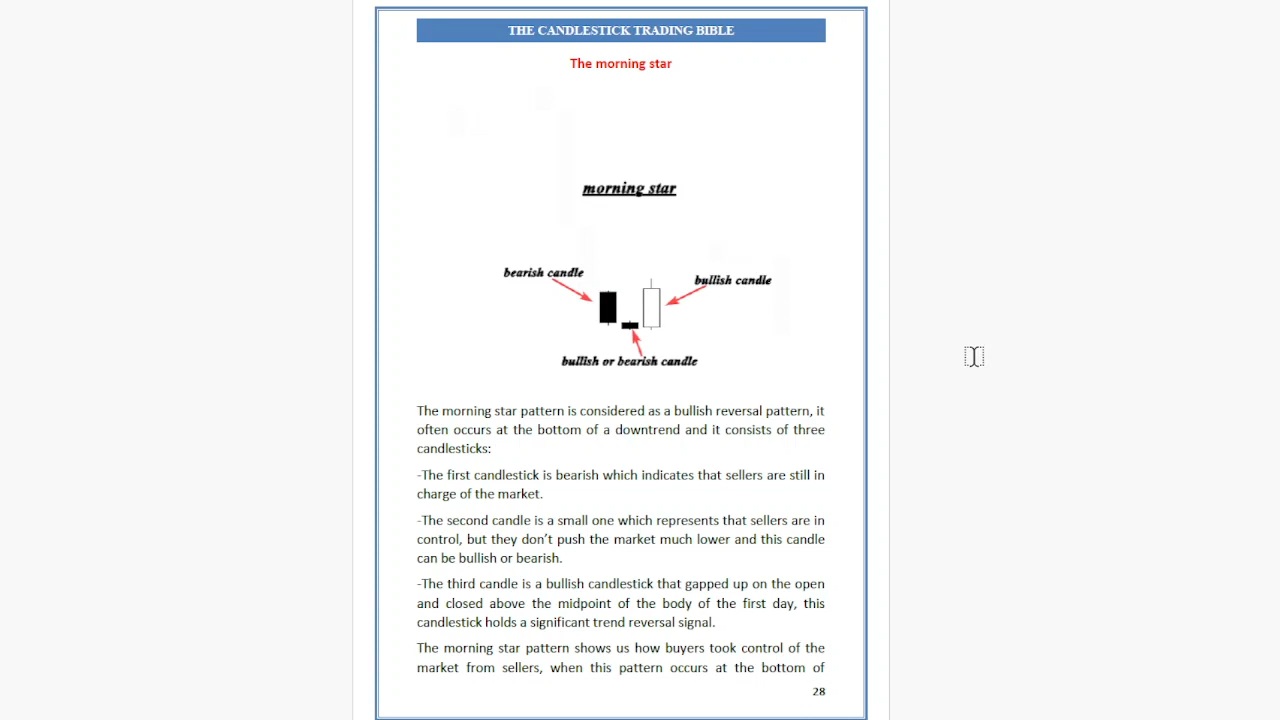 THE CANDLESTICK TRADING BIBLE
The morning star
morning star
bearish candle
bullish candle
bullish or bearish candle
The morning star pattern is considered as a bullish reversal pattern, it
often occurs at the bottom of a downtrend and it consists of three
candlesticks:
-The first candlestick is bearish which indicates that sellers are still in
charge of the market.
-The second candle is a small one which represents that sellers are in
control, but they don’t push the market much lower and this candle
can be bullish or bearish.
-The third candle is a bullish candlestick that gapped up on the open
and closed above the midpoint of the body of the first day, this
candlestick holds a significant trend reversal signal.
The morning star pattern shows us how buyers took control of the
market from sellers, when this pattern occurs at the bottom of
28